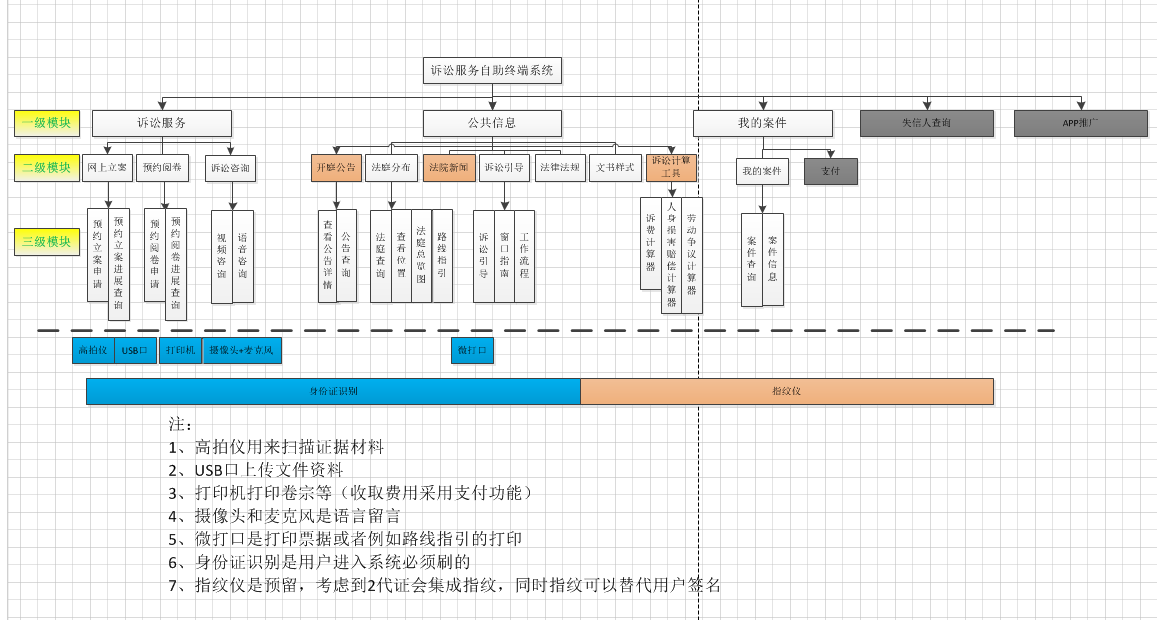 诉讼服务自助终端系统
一级模块
诉讼服务
公共信息
我的案件
失信人查询
APP推广
二级模块
网上立案
预约阅卷
诉讼咨询
开庭公告
法庭分布
法院新闻
诉讼引导
法律法规
文书样式
诉讼计算
工具
我的案件
支付
三级模块
预约立案申请
预约立案进展查询
预约阅卷申请
预约阅卷进展查询
视频咨询
语音咨询
查看公告详情
公告查询
法庭查询
查看位置
法庭总览图
路线指引
诉讼引导
窗口指南
工作流程
诉费计算器
人身损害赔偿计算器
劳动争议计算器
案件查询
案件信息
高拍仪
USB口
打印机
摄像头+麦克风
微打口
身份证识别
指纹仪
注：
1、高拍仪用来扫描证据材料
2、USB口上传文件资料
3、打印机打印卷宗等（收取费用采用支付功能）
4、摄像头和麦克风是语言留言
5、微打口是打印票据或者例如路线指引的打印
6、身份证识别是用户进入系统必须刷的
7、指纹仪是预留，考虑到2代证会集成指纹，同时指纹可以替代用户签名